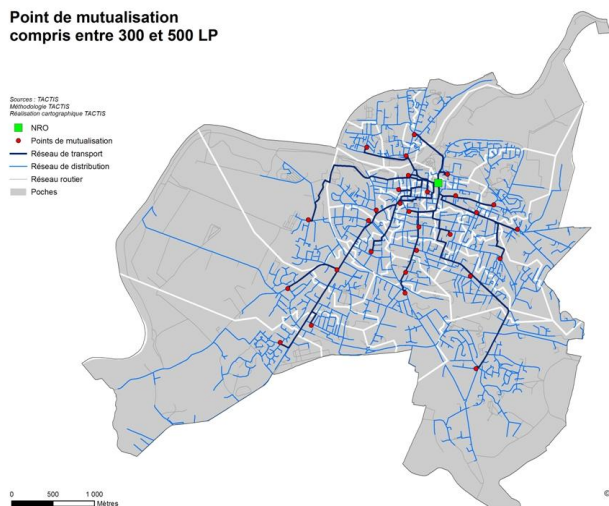 Point de mutualisation
compris entre 300 et 500 LP
Sources : TACTIS
Méthodologie TACTIS
Réalisation cartographique TACTIS
NRO
Points de mutualisation
Réseau de transport
Réseau de distribution
Réseau routier
Poches
0 500 1 000
Mètres
©